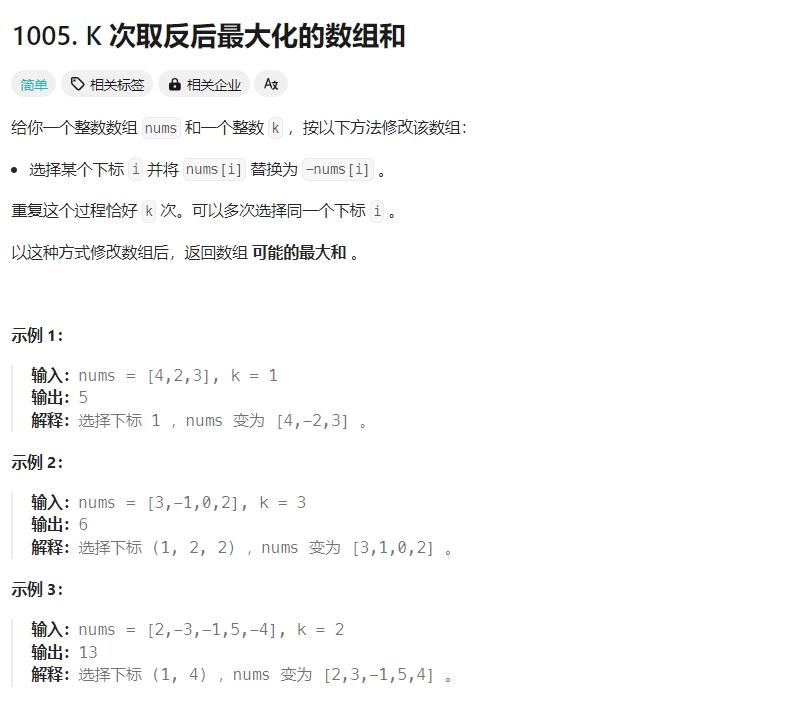 1005. K 次取反后最大化的数组和
简单 相关标签 相关企业 Ax
给你一个整数数组 nums 和一个整数 k ，按以下方法修改该数组：
• 选择某个下标 i 并将 nums[i] 替换为 -nums[i] 。
重复这个过程恰好 k 次。可以多次选择同一个下标 i 。
以这种方式修改数组后，返回数组 可能的最大和 。
示例 1：
输入：nums = [4,2,3], k = 1
输出：5
解释：选择下标 1 ，nums 变为 [4,-2,3] 。
示例 2：
输入：nums = [3,-1,0,2], k = 3
输出：6
解释：选择下标 (1, 2, 2) ，nums 变为 [3,1,0,2] 。
示例 3：
输入：nums = [2,-3,-1,5,-4], k = 2
输出：13
解释：选择下标 (1, 4) ，nums 变为 [2,3,-1,5,4] 。